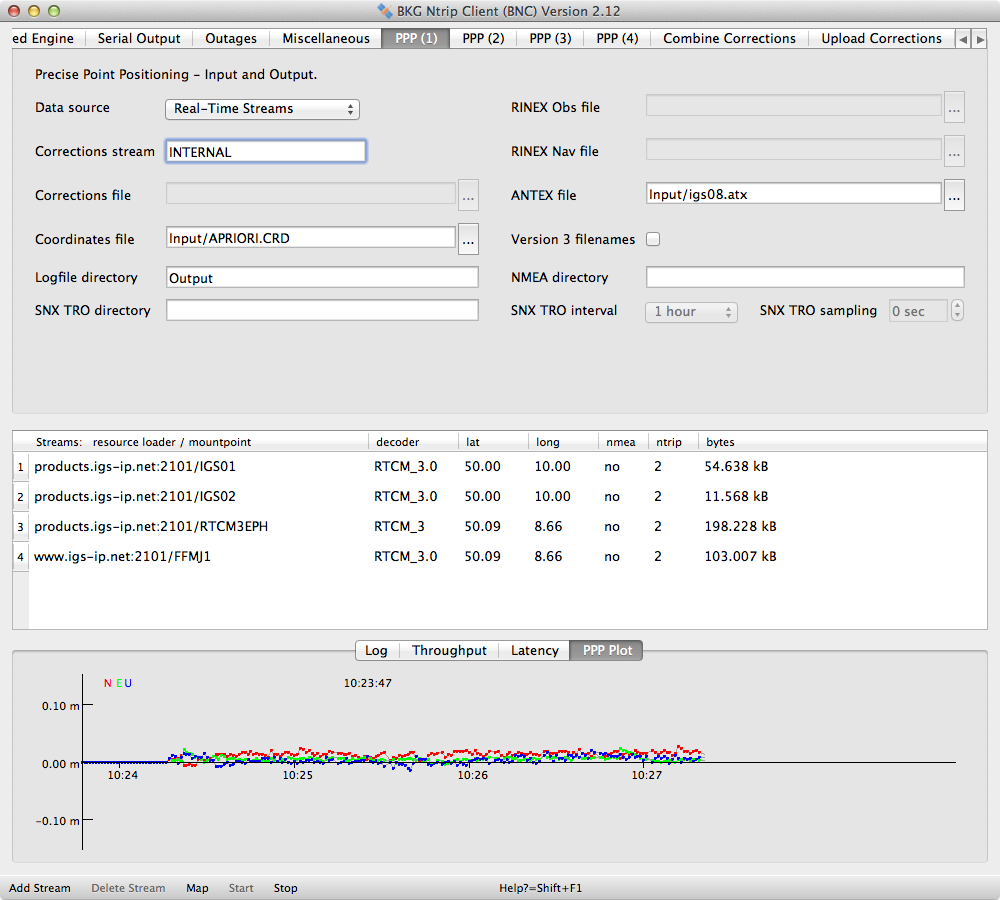 BKG Ntrip Client (BNC) Version 2.12
ed Engine Serial Output Outages Miscellaneous PPP (1) PPP (2) PPP (3) PPP (4) Combine Corrections Upload Corrections
Precise Point Positioning - Input and Output.
Data source Real-Time Streams RINEX Obs file ...
Corrections stream INTERNAL RINEX Nav file ...
Corrections file ... ANTEX file Input/igs08.atx ...
Coordinates file Input/APRIORI.CRD ... Version 3 filenames
Logfile directory Output NMEA directory
SNX TRO directory SNX TRO interval 1 hour SNX TRO sampling 0 sec
Streams: resource loader / mountpoint decoder lat long nmea ntrip bytes
1 products.igs-ip.net:2101/IGS01 RTCM_3.0 50.00 10.00 no 2 54.638 kB
2 products.igs-ip.net:2101/IGS02 RTCM_3.0 50.00 10.00 no 2 11.568 kB
3 products.igs-ip.net:2101/RTCM3EPH RTCM_3 50.09 8.66 no 2 198.228 kB
4 www.igs-ip.net:2101/FFMJ1 RTCM_3.0 50.09 8.66 no 2 103.007 kB
Log Throughput Latency PPP Plot
N E U 10:23:47
0.10 m
0.00 m
10:24 10:25 10:26 10:27
-0.10 m
Add Stream Delete Stream Map Start Stop Help?=Shift+F1